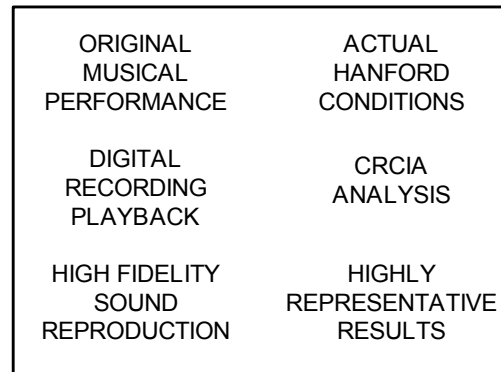 ORIGINAL
MUSICAL
PERFORMANCE
ACTUAL
HANFORD
CONDITIONS
DIGITAL
RECORDING
PLAYBACK
CRCIA
ANALYSIS
HIGH FIDELITY
SOUND
REPRODUCTION
HIGHLY
REPRESENTATIVE
RESULTS